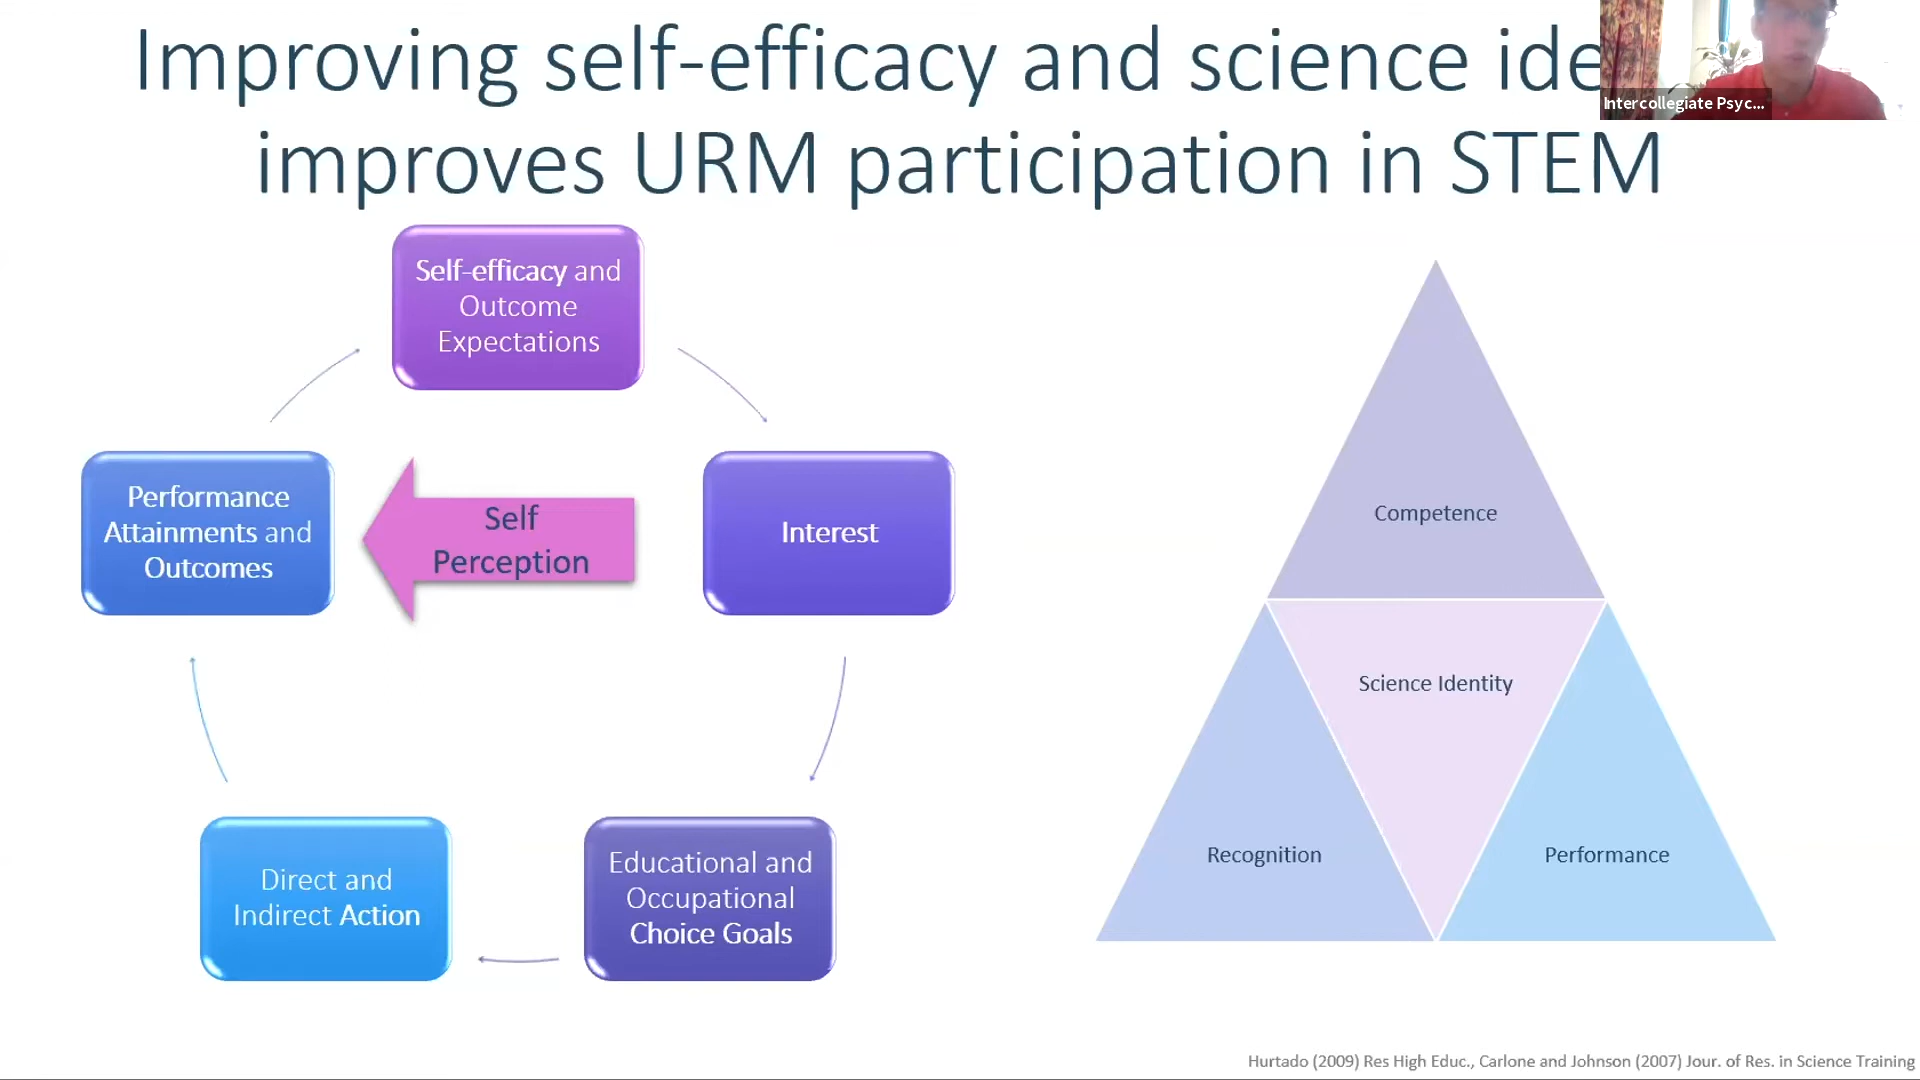 Improving self-efficacy and science ide
improves URM participation in STEM
Intercollegiate Psyc...
Self-efficacy and
Outcome
Expectations
Performance
Attainments and
Outcomes
Self
Perception
Interest
Direct and
Indirect Action
Educational and
Occupational
Choice Goals
Competence
Science Identity
Recognition
Performance
Hurtado (2009) Res High Educ., Carlone and Johnson (2007) Jour. of Res. in Science Training